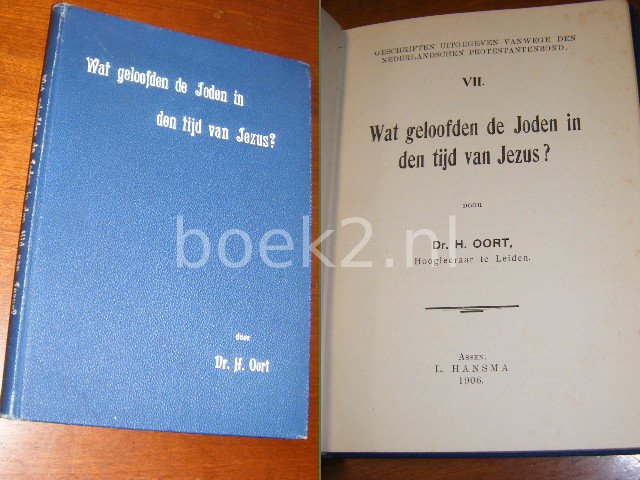 Wat geloofden de Joden in
den tijd van Jezus?
door
Dr. H. Oort
GESCHRIFTEN UITGEGEVEN VANWEGE DEN
NEDERLANDSCHEN PROTESTANTENBOND.
VII.
Wat geloofden de Joden in
den tijd van Jezus?
DOOR
Dr. H. OORT,
Hoogleeraar te Leiden.
ASSEN,
L. HANSMA
1906.
boek2.nl